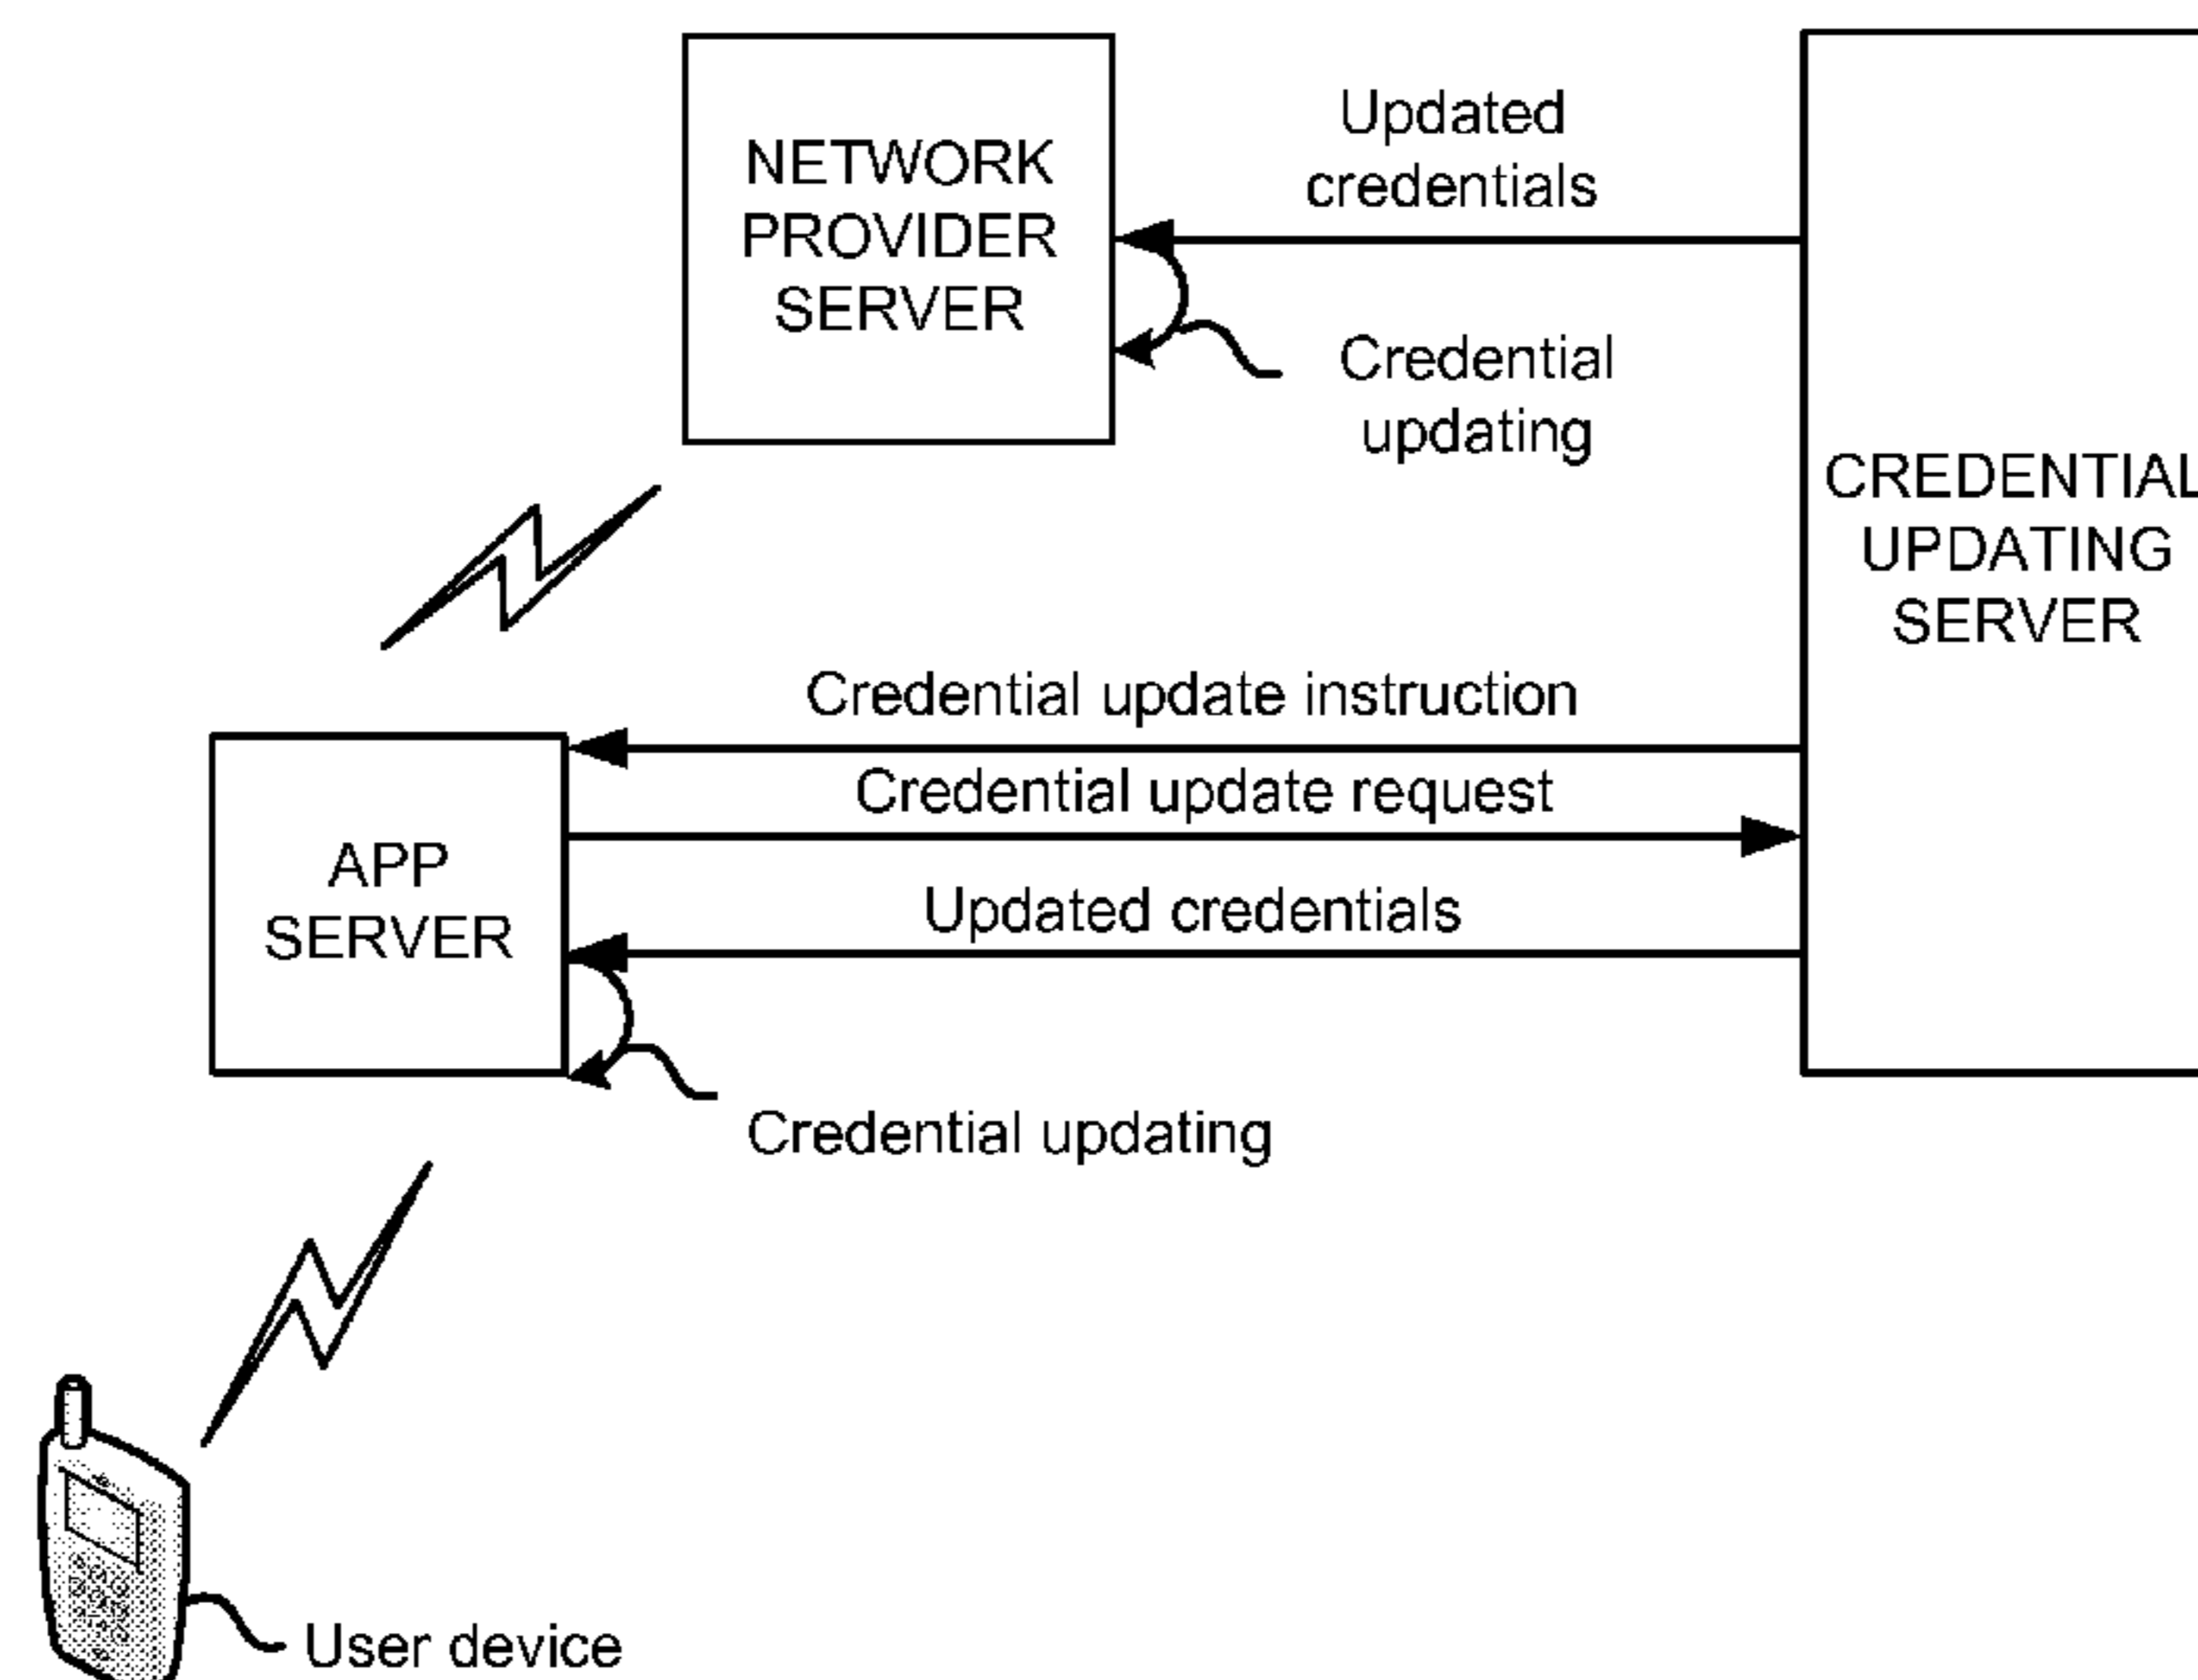 NETWORK
PROVIDER
SERVER
Updated
credentials
Credential
updating
CREDENTIAL
UPDATING
SERVER
Credential update instruction
Credential update request
Updated credentials
APP
SERVER
Credential updating
User device